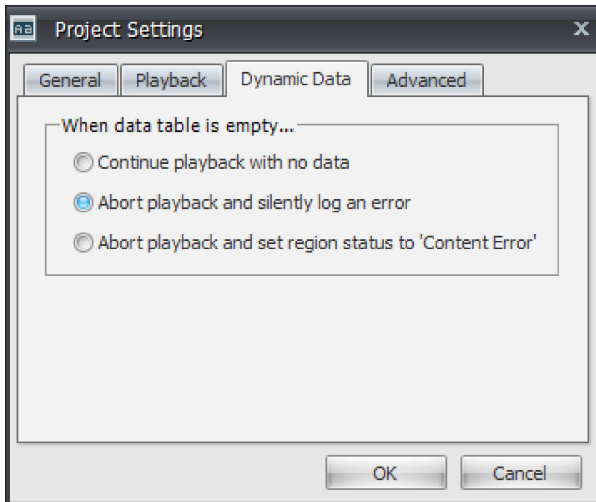 AB Project Settings X
General Playback Dynamic Data Advanced
When data table is empty...
Continue playback with no data
Abort playback and silently log an error
Abort playback and set region status to 'Content Error'
OK Cancel